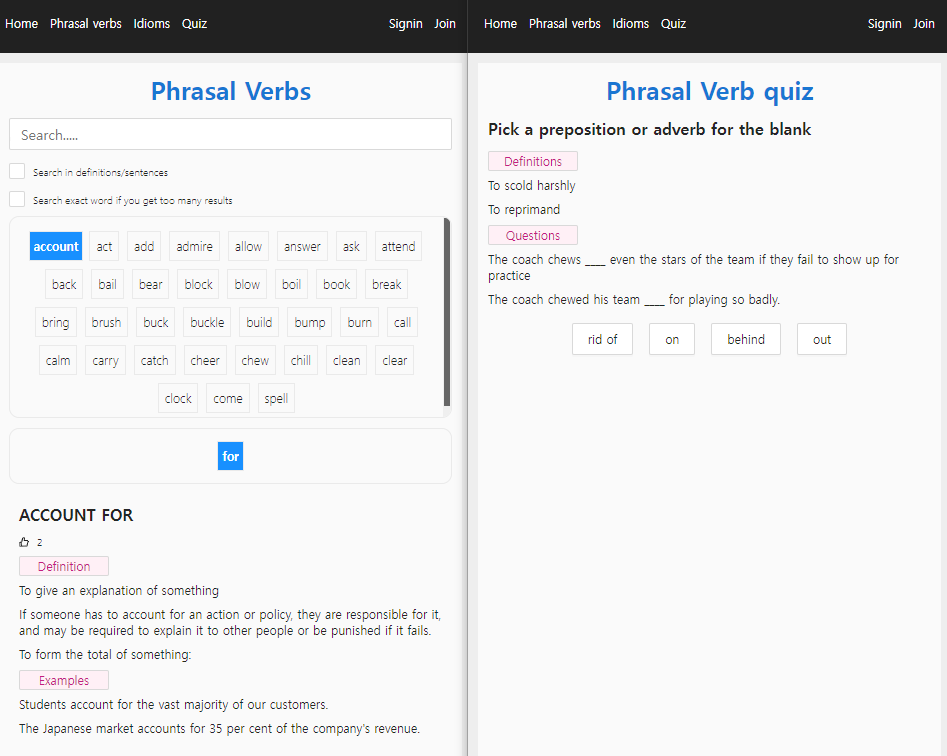 Home Phrasal verbs Idioms Quiz Signin Join
Phrasal Verbs
Search.....
Search in definitions/sentences
Search exact word if you get too many results
account act add admire allow answer ask attend
back bail bear block blow boil book break
bring brush buck buckle build bump burn call
calm carry catch cheer chew chill clean clear
clock come spell
for
ACCOUNT FOR
2
Definition
To give an explanation of something
If someone has to account for an action or policy, they are responsible for it,
and may be required to explain it to other people or be punished if it fails.
To form the total of something:
Examples
Students account for the vast majority of our customers.
The Japanese market accounts for 35 per cent of the company's revenue.
Home Phrasal verbs Idioms Quiz Signin Join
Phrasal Verb quiz
Pick a preposition or adverb for the blank
Definitions
To scold harshly
To reprimand
Questions
The coach chews ____ even the stars of the team if they fail to show up for
practice
The coach chewed his team ____ for playing so badly.
rid of on behind out